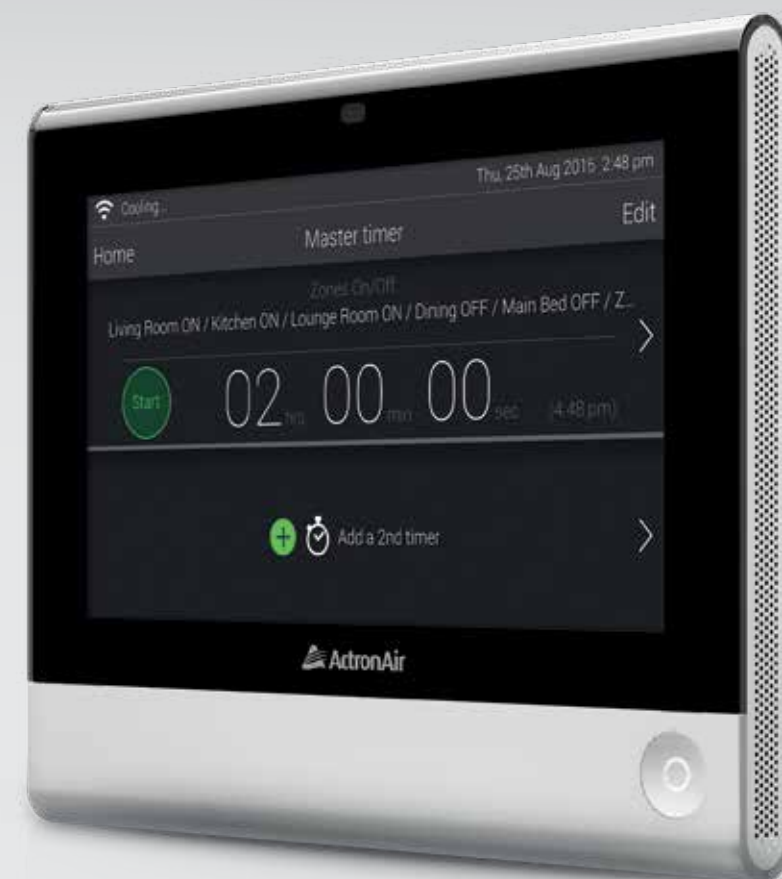 Cooling...
Thu, 25th Aug 2016 2:48 pm
Home
Master timer
Edit
Zones On/Off
Living Room ON / Kitchen ON / Lounge Room ON / Dining OFF / Main Bed OFF / Z...
Start
02 hrs 00 min 00 sec (4:48 pm)
Add a 2nd timer
ActronAir